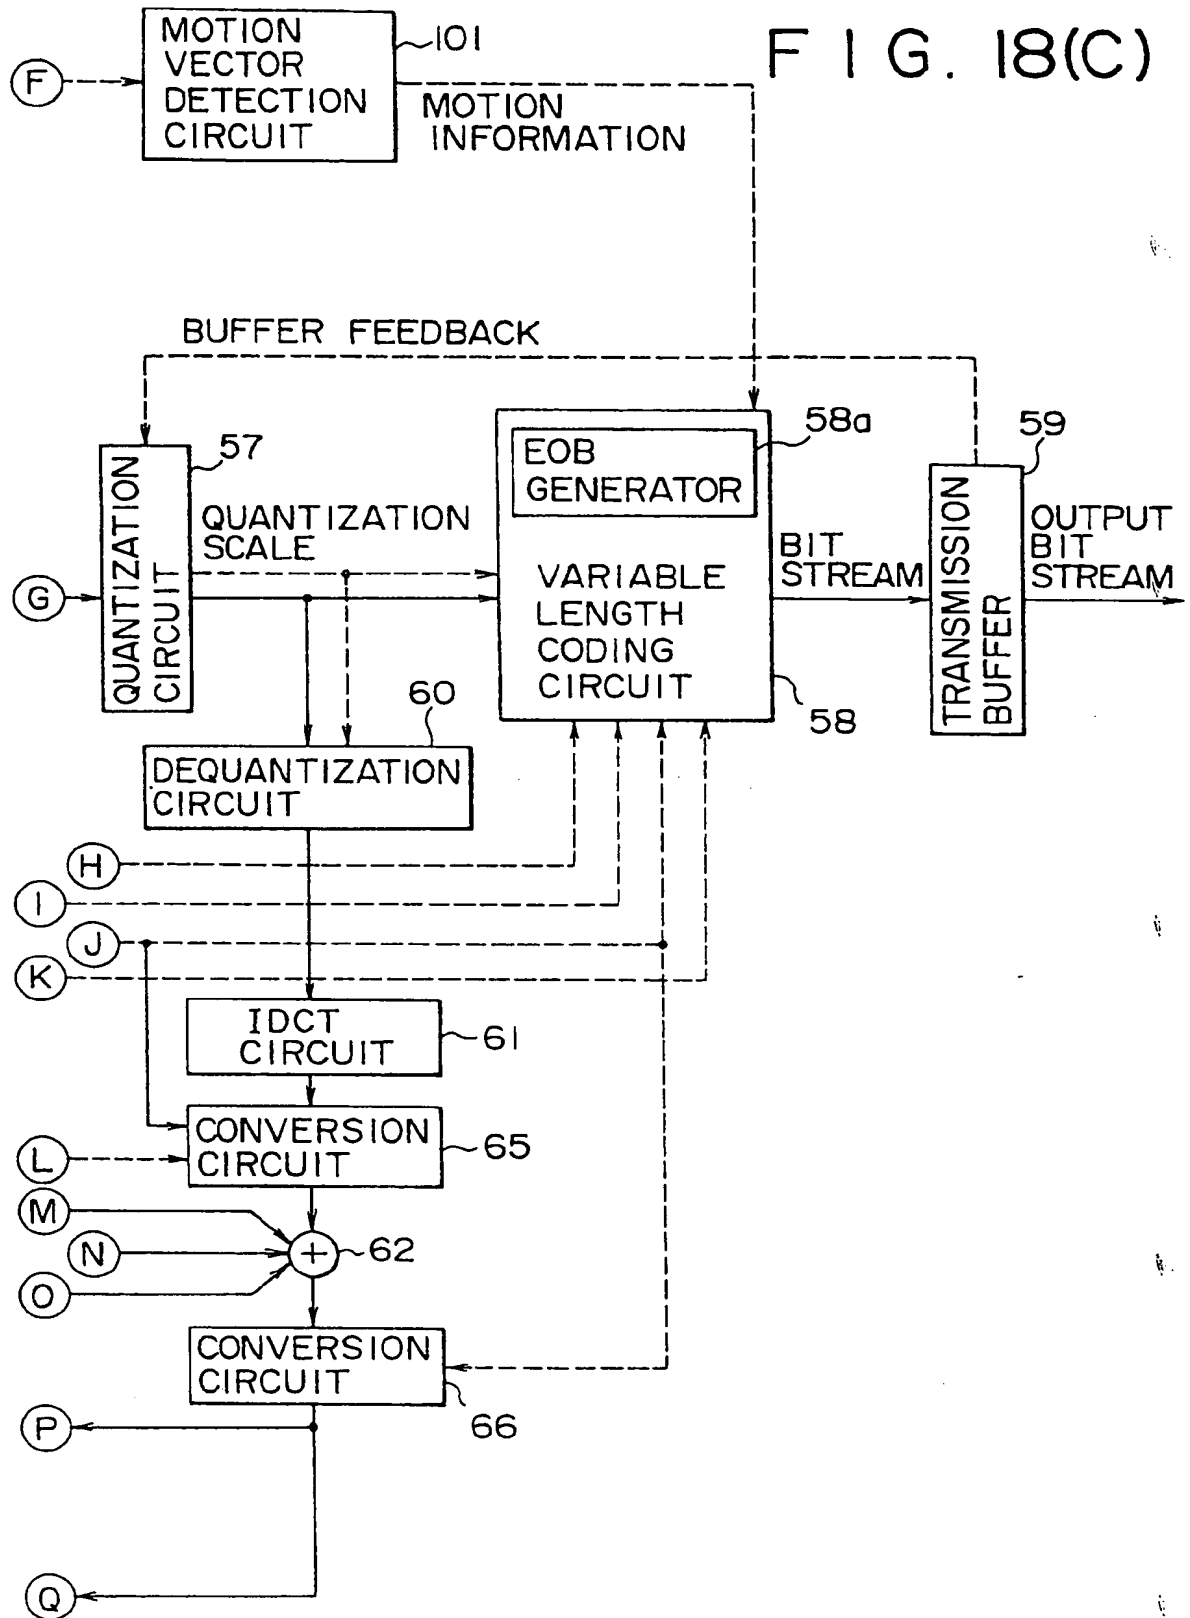 FIG. 18(C)
F
MOTION
VECTOR
DETECTION
CIRCUIT
101
MOTION
INFORMATION
BUFFER FEEDBACK
57
QUANTIZATION
CIRCUIT
G
QUANTIZATION
SCALE
58a
EOB
GENERATOR
VARIABLE
LENGTH
CODING
CIRCUIT
58
BIT
STREAM
59
TRANSMISSION
BUFFER
OUTPUT
BIT
STREAM
60
DEQUANTIZATION
CIRCUIT
H
I
J
K
IDCT
CIRCUIT
61
CONVERSION
CIRCUIT
65
L
M
N
O
+
62
CONVERSION
CIRCUIT
66
P
Q